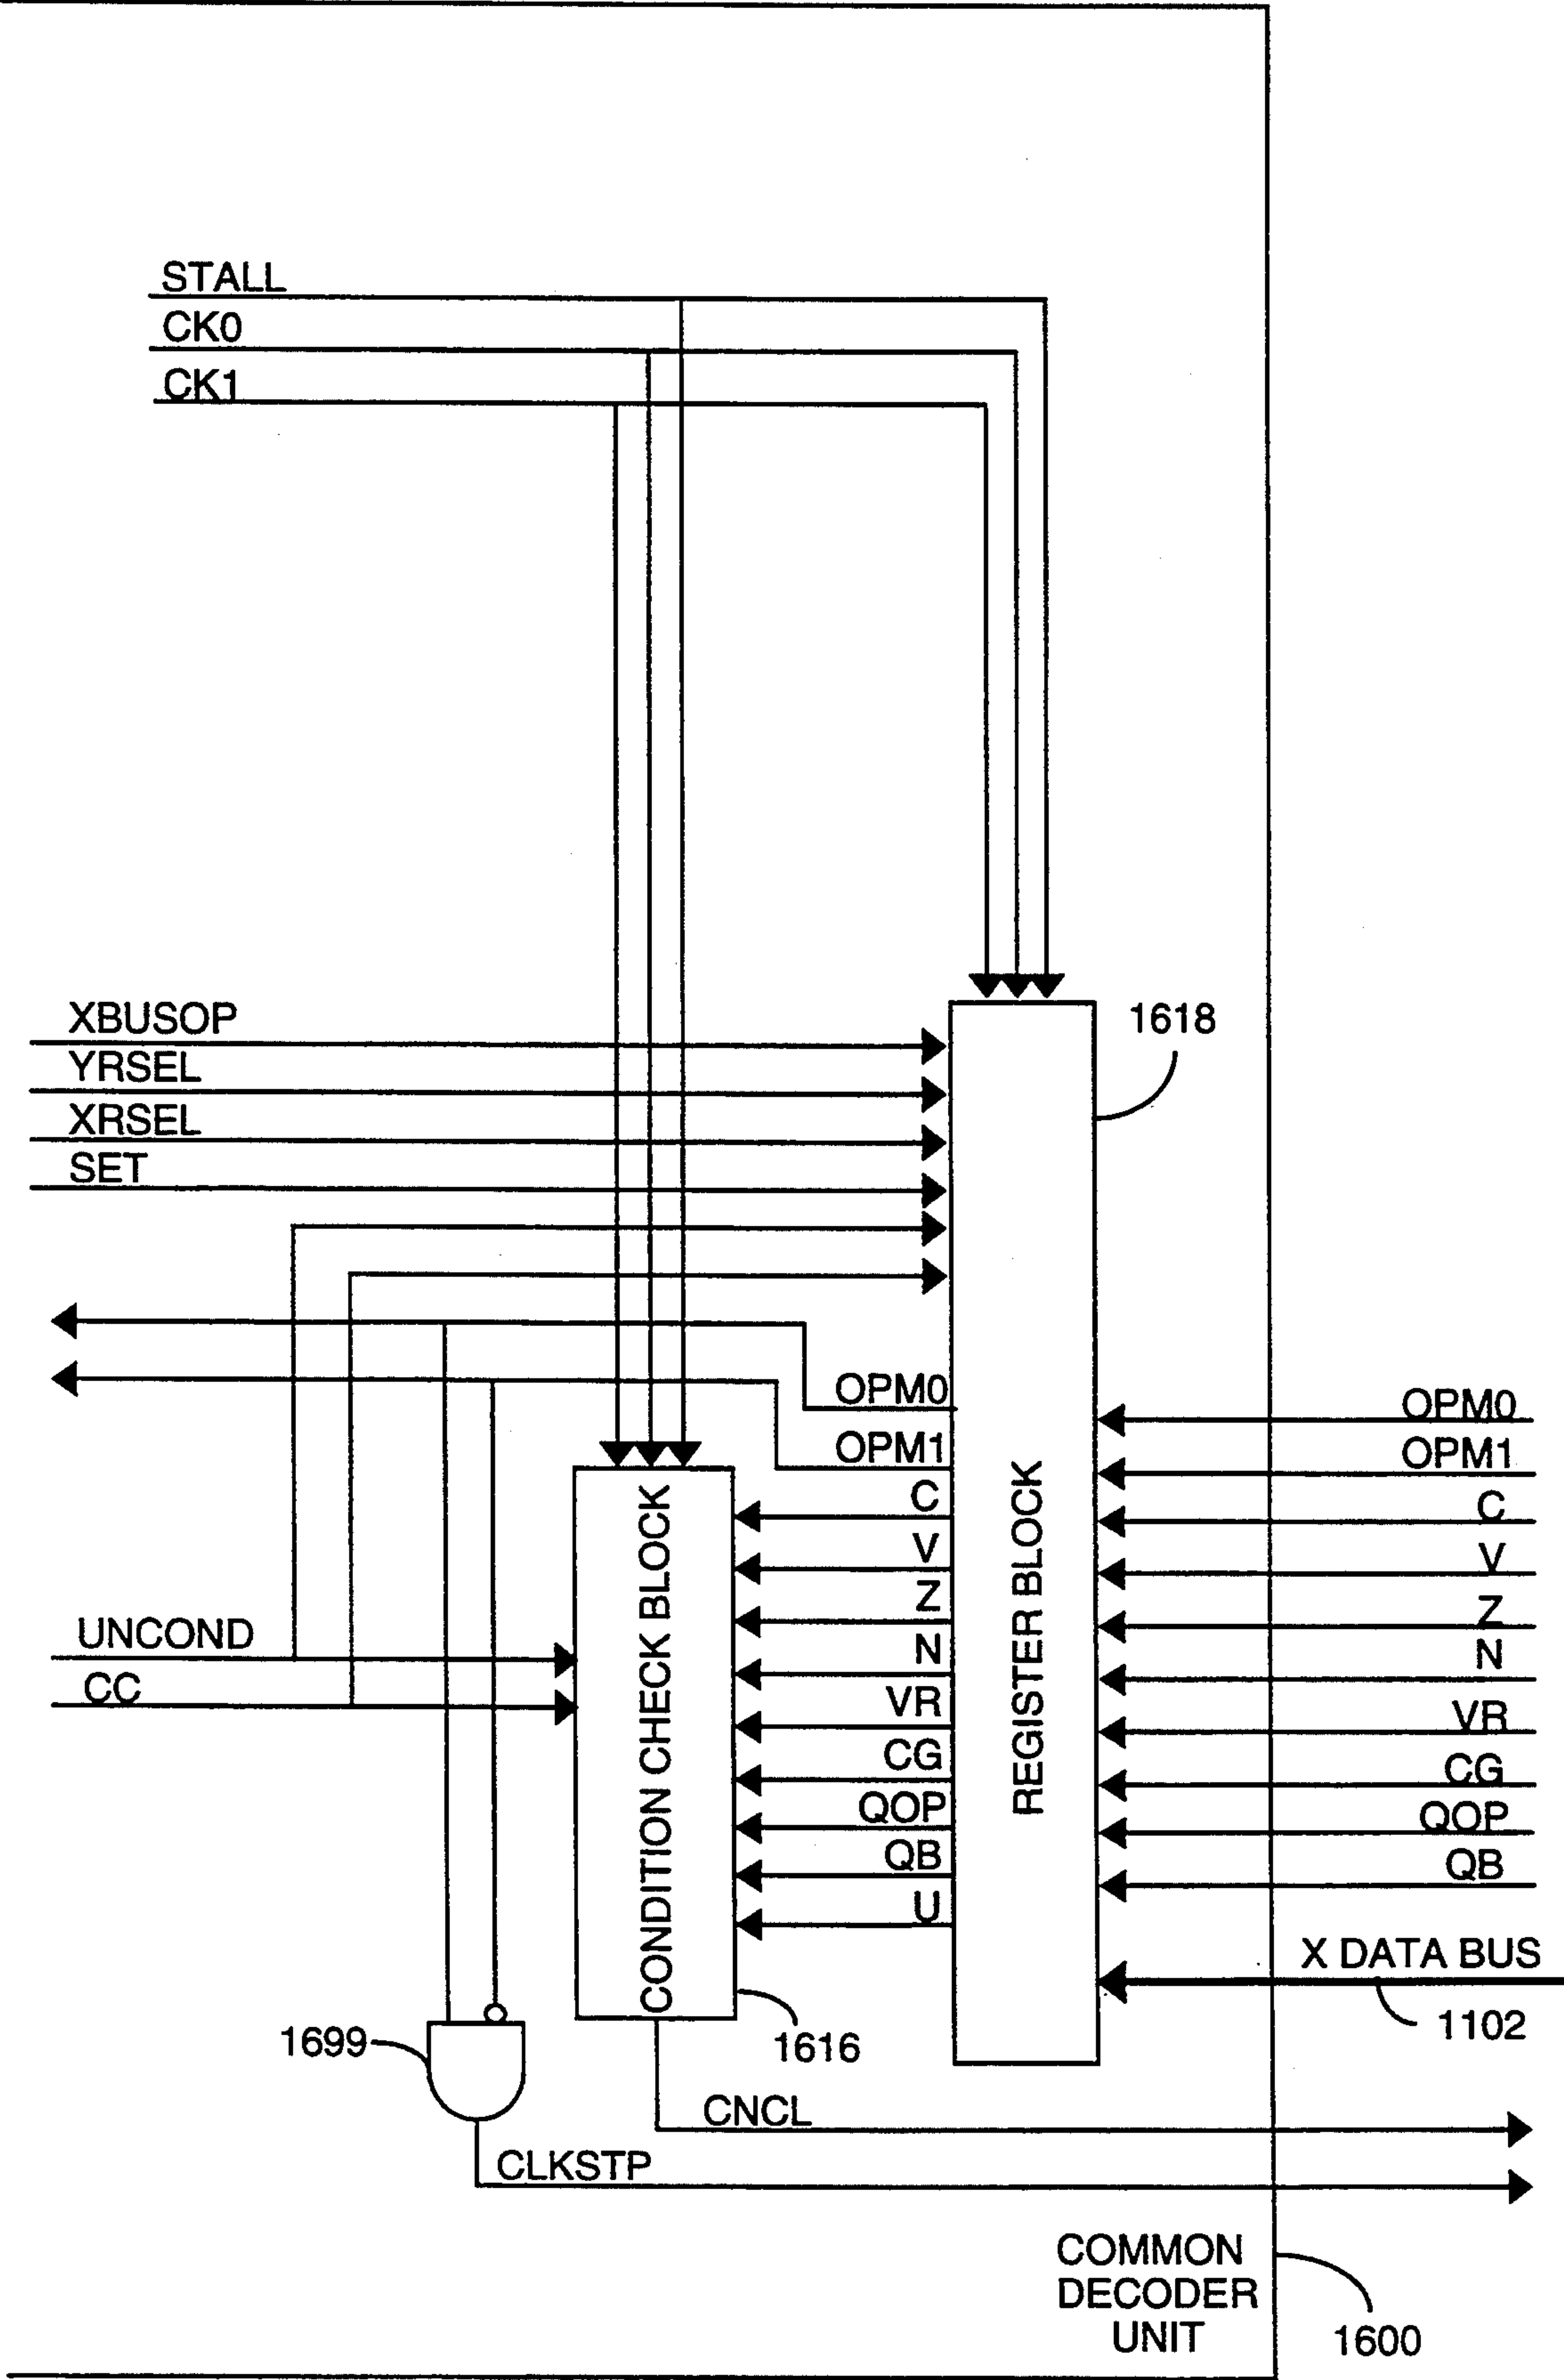 STALL
CK0
CK1
XBUSOP
1618
YRSEL
XRSEL
SET
OPM0
OPM0
OPM1
OPM1
C
C
V
V
Z
Z
UNCOND
N
N
CC
VR
VR
CG
CG
QOP
QOP
QB
QB
U
CONDITION CHECK BLOCK
REGISTER BLOCK
X DATA BUS
1102
1699
1616
CNCL
CLKSTP
COMMON
DECODER
UNIT
1600